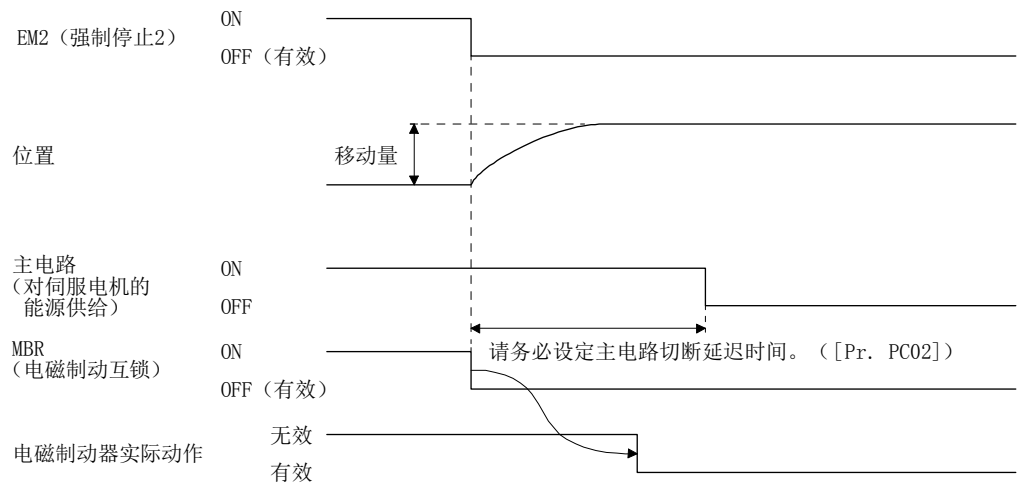 EM2（强制停止2）
ON
OFF（有效）
位置
移动量
主电路
（对伺服电机的
能源供给）
ON
OFF
MBR
（电磁制动互锁）
ON
OFF（有效）
请务必设定主电路切断延迟时间。（[Pr. PC02]）
电磁制动器实际动作
无效
有效